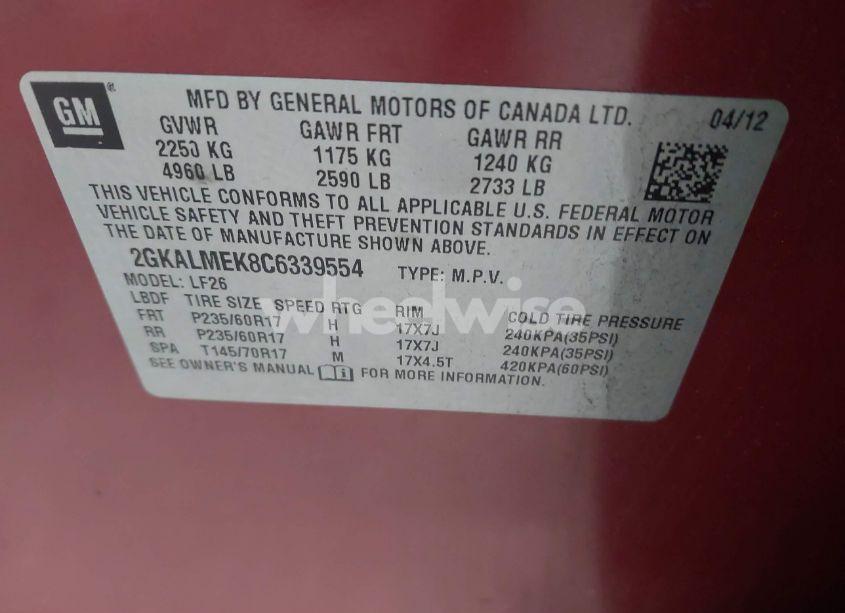 GM®
MFD BY GENERAL MOTORS OF CANADA LTD. 04/12
GVWR GAWR FRT GAWR RR
2250 KG 1175 KG 1240 KG
4960 LB 2590 LB 2733 LB
THIS VEHICLE CONFORMS TO ALL APPLICABLE U.S. FEDERAL MOTOR
VEHICLE SAFETY AND THEFT PREVENTION STANDARDS IN EFFECT ON
THE DATE OF MANUFACTURE SHOWN ABOVE.
2GKALMEK8C6339554 TYPE: M.P.V.
MODEL: LF26
LBDF TIRE SIZE SPEED RTG RIM COLD TIRE PRESSURE
FRT P235/60R17 H 17X7J 240KPA(35PSI)
RR P235/60R17 H 17X7J 240KPA(35PSI)
SPA T145/70R17 M 17X4.5T 420KPA(60PSI)
SEE OWNER'S MANUAL FOR MORE INFORMATION.
wheelwise